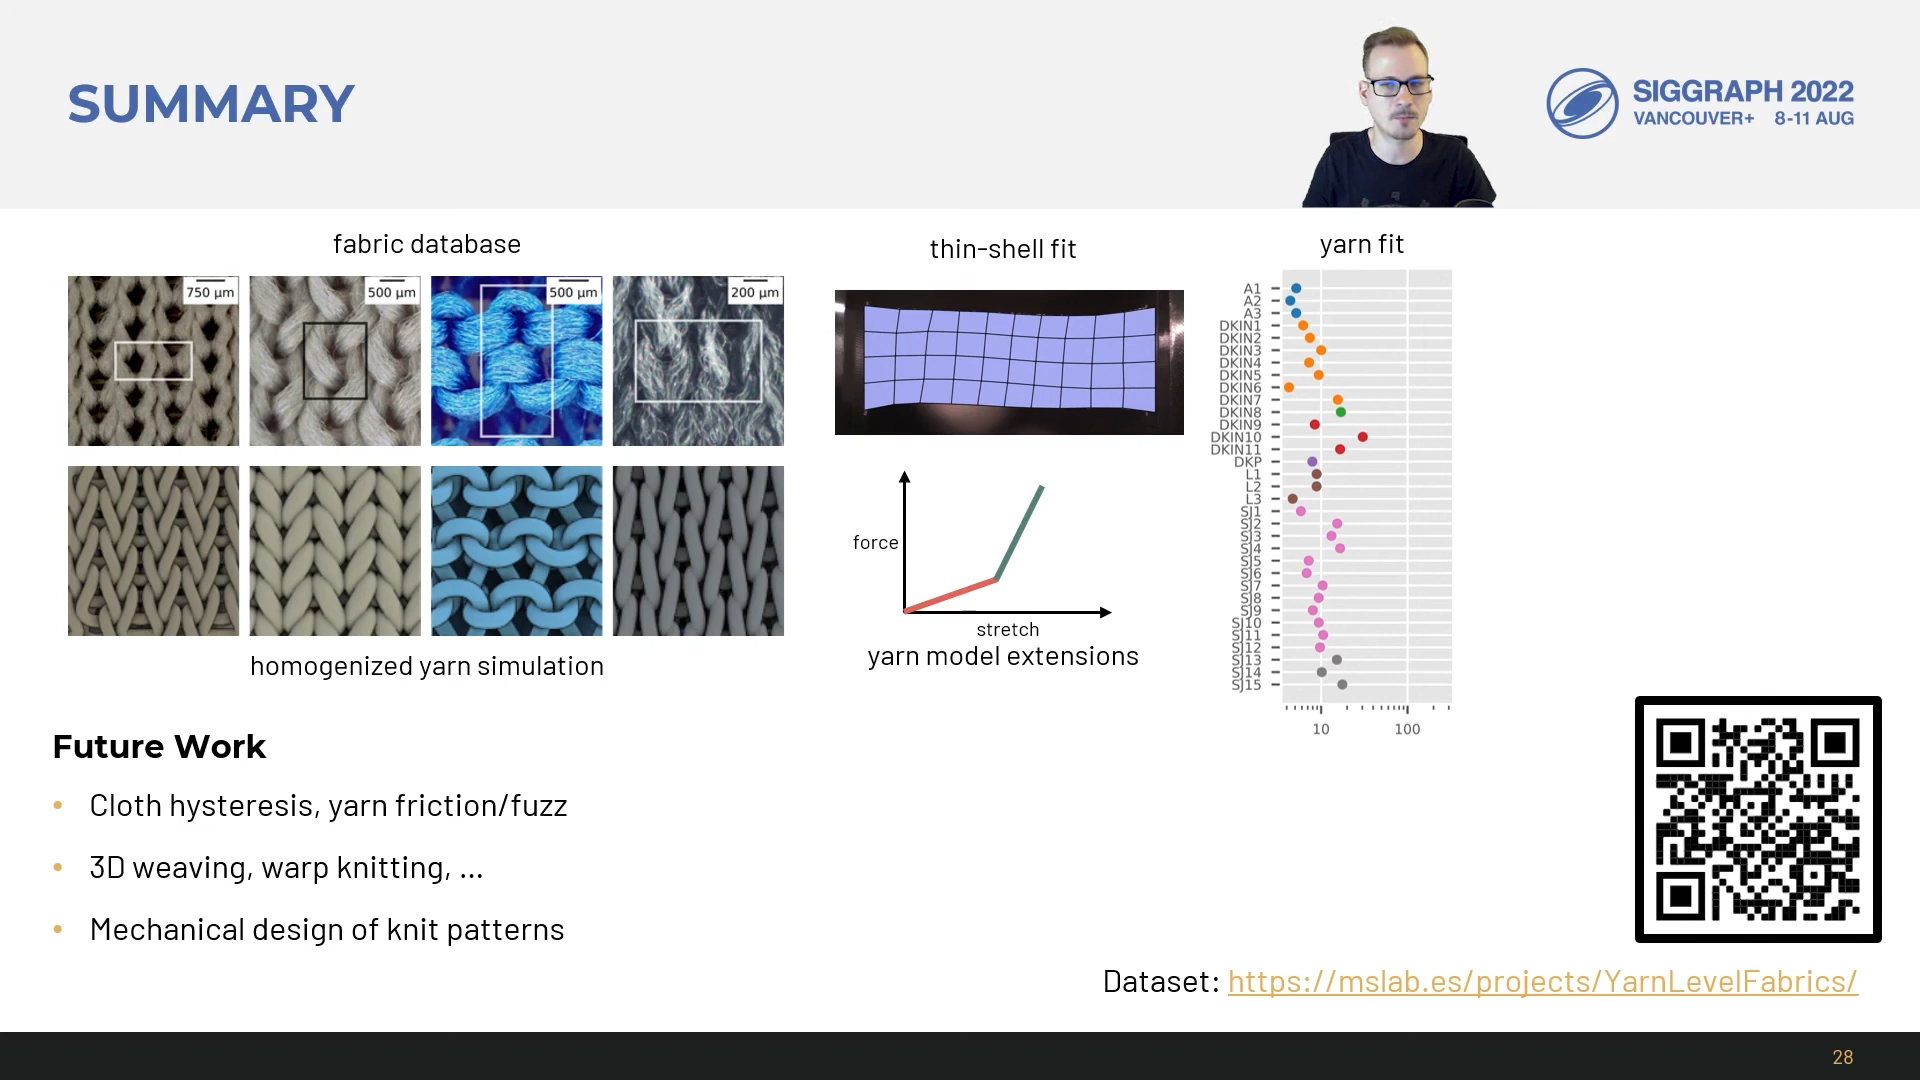 SUMMARY
SIGGRAPH 2022
VANCOUVER+ 8-11 AUG
fabric database
750 µm
500 µm
500 µm
200 µm
homogenized yarn simulation
thin-shell fit
force
stretch
yarn model extensions
yarn fit
A1
A2
A3
DKIN1
DKIN2
DKIN3
DKIN4
DKIN5
DKIN6
DKIN7
DKIN8
DKIN9
DKIN10
DKIN11
DKP
L1
L2
L3
SJ1
SJ2
SJ3
SJ4
SJ5
SJ6
SJ7
SJ8
SJ9
SJ10
SJ11
SJ12
SJ13
SJ14
SJ15
10 100
Future Work
• Cloth hysteresis, yarn friction/fuzz
• 3D weaving, warp knitting, ...
• Mechanical design of knit patterns
Dataset: https://mslab.es/projects/YarnLevelFabrics/
28